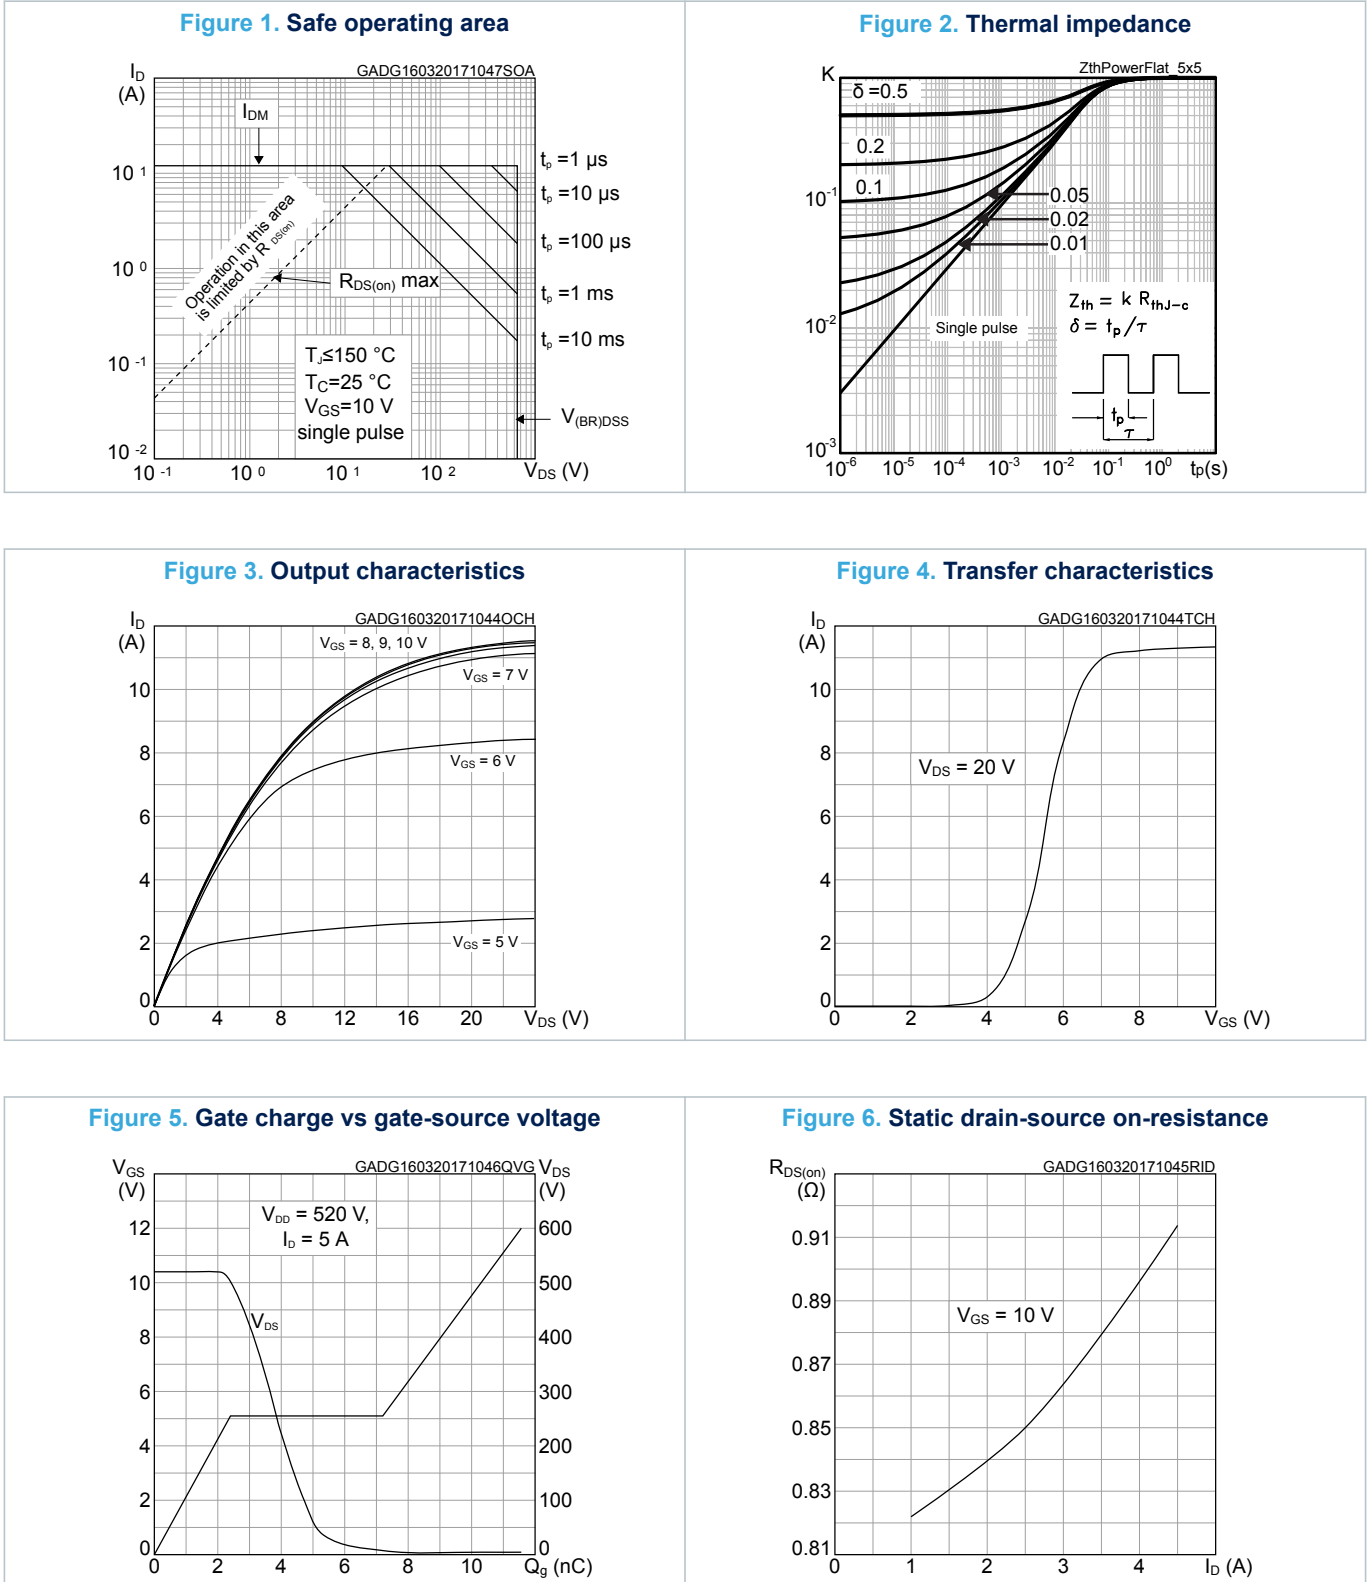 Figure 1. Safe operating area
GADG160320171047SOA
ID
(A)
IDM
10 1
10 0
10 -1
10 -2
10 -1
10 0
10 1
10 2
VDS (V)
tp =1 µs
tp =10 µs
tp =100 µs
tp =1 ms
tp =10 ms
Operation in this area
is limited by R DS(on)
RDS(on) max
TJ≤150 °C
TC=25 °C
VGS=10 V
single pulse
V(BR)DSS
Figure 2. Thermal impedance
ZthPowerFlat_5x5
K
δ =0.5
0.2
0.1
0.05
0.02
0.01
10-1
10-2
10-3
Single pulse
Zth = k RthJ-c
δ = tp/τ
tp
τ
10-6
10-5
10-4
10-3
10-2
10-1
100
tp(s)
Figure 3. Output characteristics
GADG160320171044OCH
ID
(A)
VGS = 8, 9, 10 V
VGS = 7 V
VGS = 6 V
VGS = 5 V
10
8
6
4
2
0
0
4
8
12
16
20
VDS (V)
Figure 4. Transfer characteristics
GADG160320171044TCH
ID
(A)
VDS = 20 V
10
8
6
4
2
0
0
2
4
6
8
VGS (V)
Figure 5. Gate charge vs gate-source voltage
GADG160320171046QVG
VGS
(V)
VDS
(V)
VDD = 520 V,
ID = 5 A
VDS
12
10
8
6
4
2
0
600
500
400
300
200
100
0
0
2
4
6
8
10
Qg (nC)
Figure 6. Static drain-source on-resistance
GADG160320171045RID
RDS(on)
(Ω)
VGS = 10 V
0.91
0.89
0.87
0.85
0.83
0.81
0
1
2
3
4
ID (A)